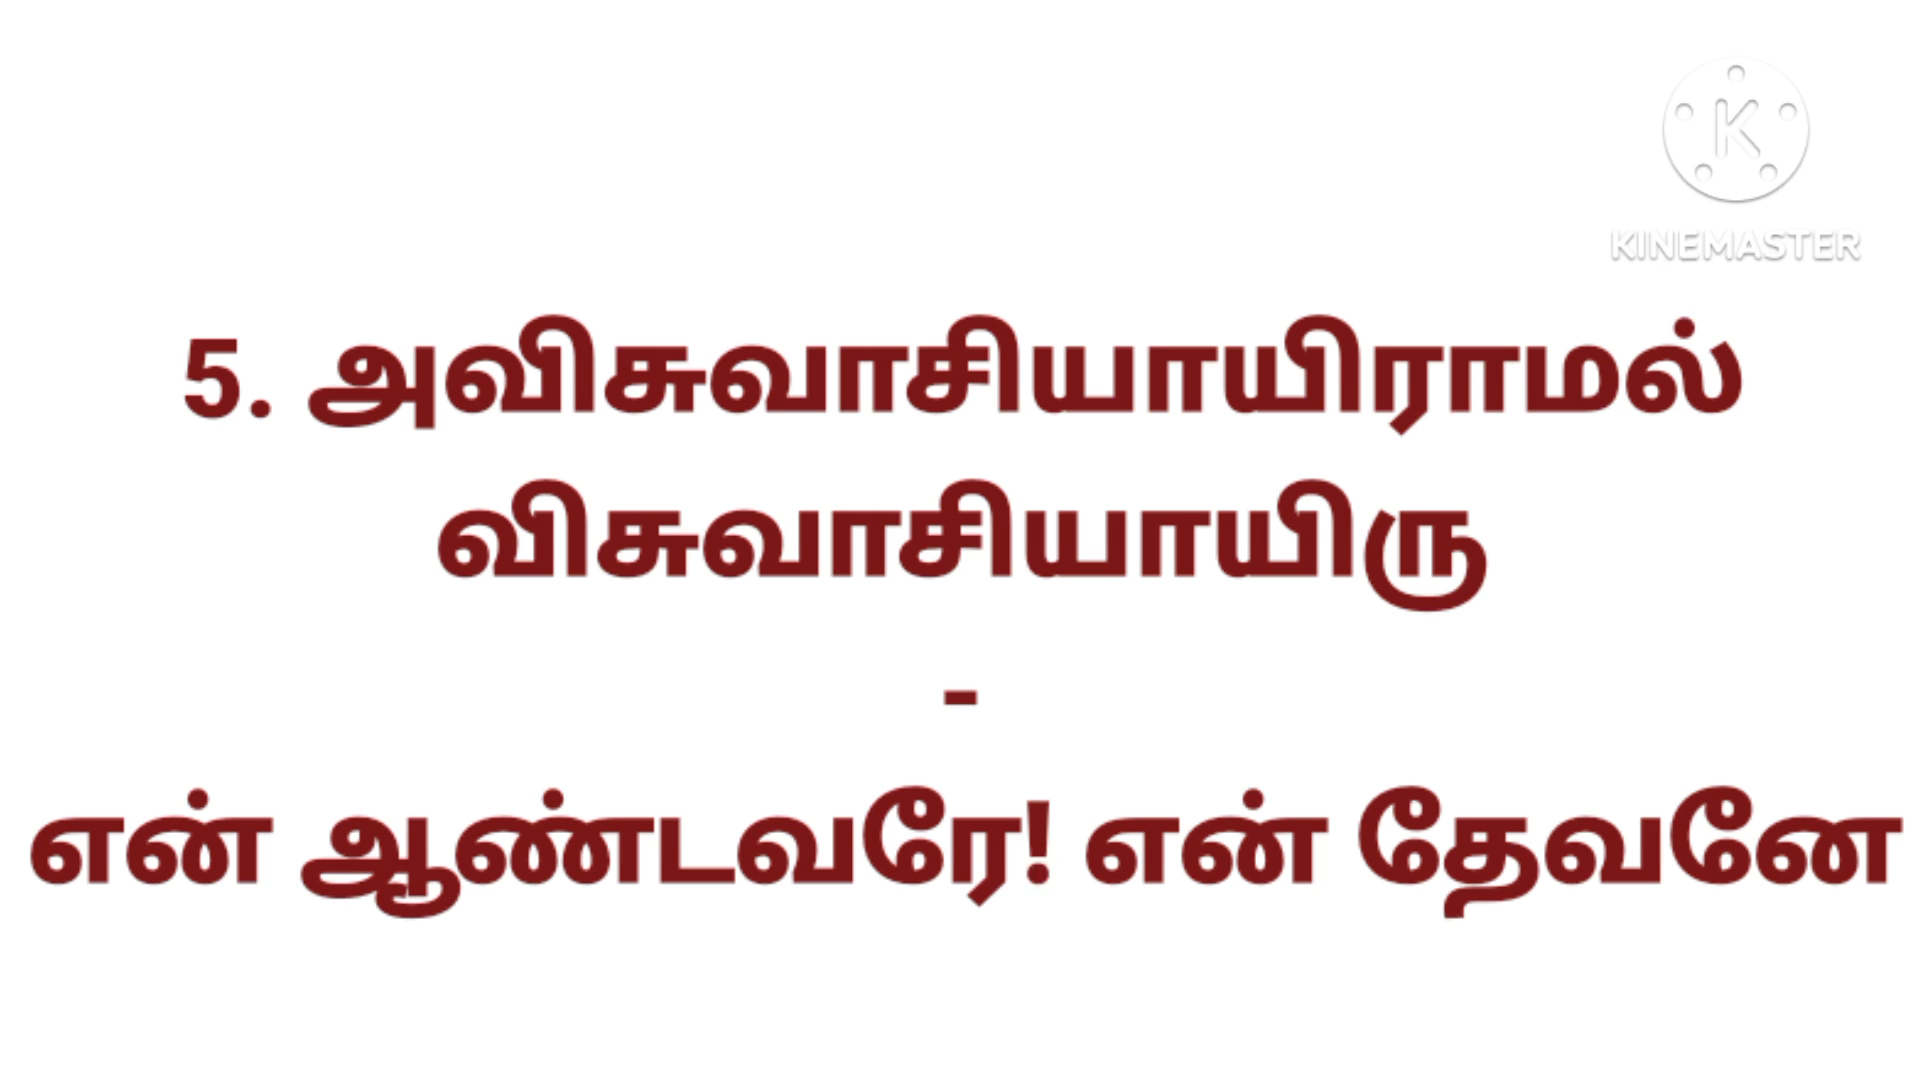 K
KINEMASTER
5. அவிசுவாசியாயிராமல்
விசுவாசியாயிரு
-
என் ஆண்டவரே! என் தேவனே